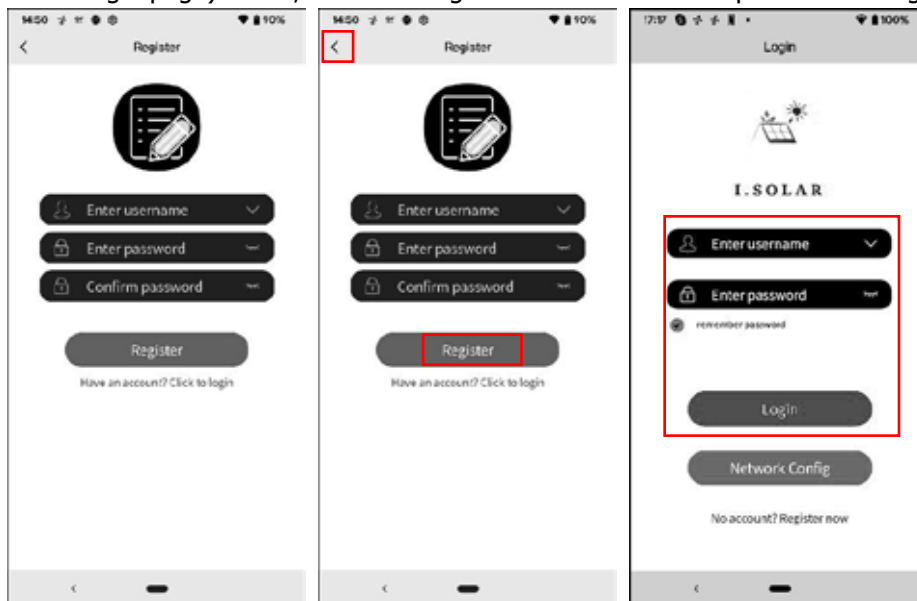 14:50
90%
Register
Enter username
Enter password
Confirm password
Register
Have an account? Click to login
14:50
90%
Register
Enter username
Enter password
Confirm password
Register
Have an account? Click to login
17:17
100%
Login
I.SOLAR
Enter username
Enter password
remember password
Login
Network Config
No account? Register now